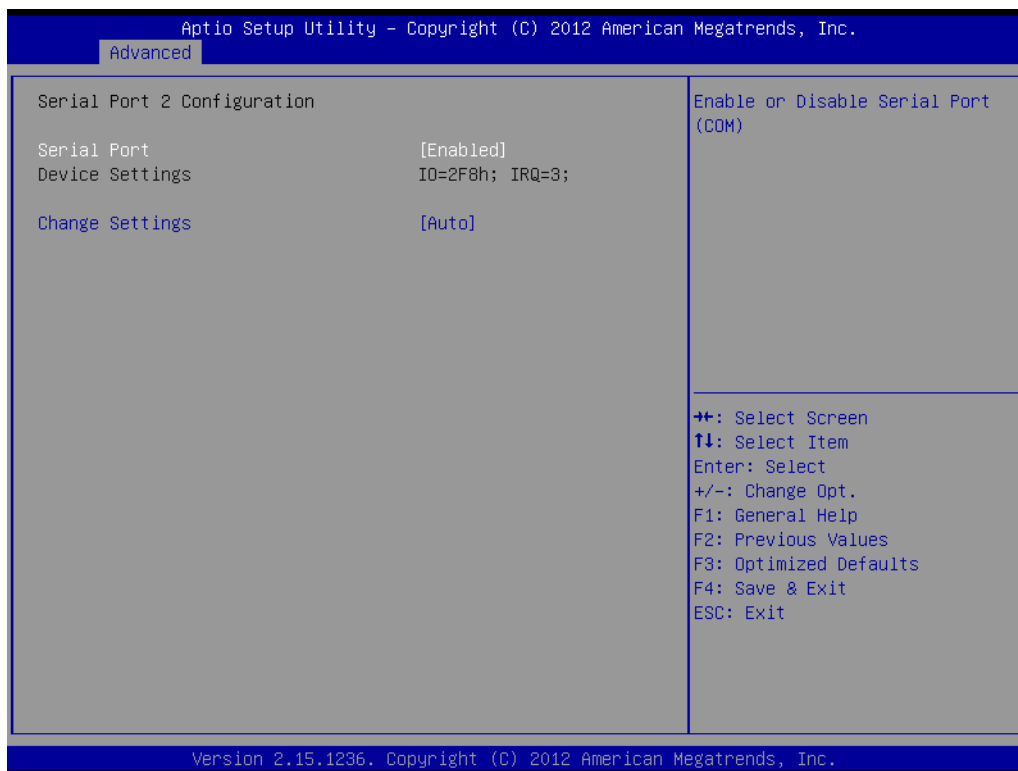 Aptio Setup Utility – Copyright (C) 2012 American Megatrends, Inc.
Advanced
Serial Port 2 Configuration
Serial Port [Enabled]
Device Settings IO=2F8h; IRQ=3;
Change Settings [Auto]
Enable or Disable Serial Port
(COM)
→←: Select Screen
↑↓: Select Item
Enter: Select
+/-: Change Opt.
F1: General Help
F2: Previous Values
F3: Optimized Defaults
F4: Save & Exit
ESC: Exit
Version 2.15.1236. Copyright (C) 2012 American Megatrends, Inc.